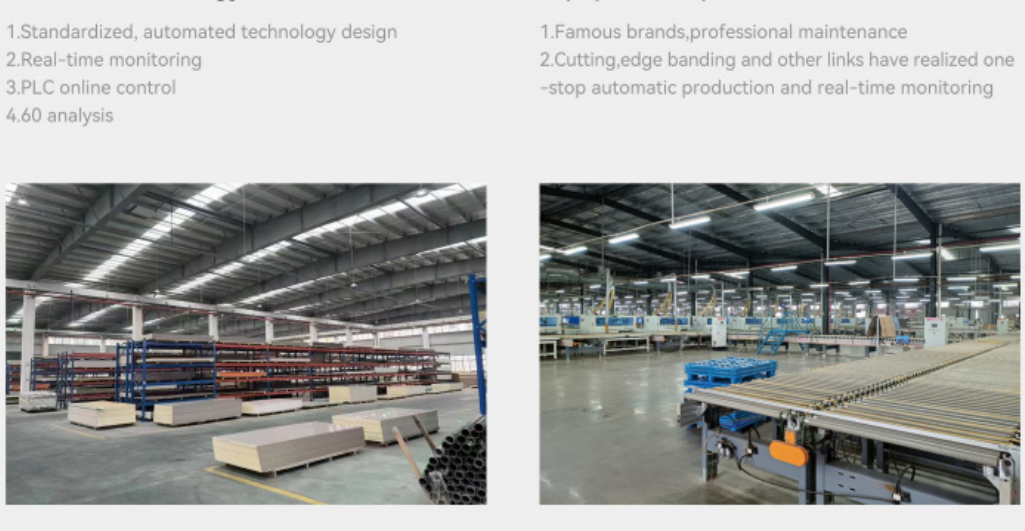 1.Standardized, automated technology design
2.Real-time monitoring
3.PLC online control
4.60 analysis
1.Famous brands,professional maintenance
2.Cutting,edge banding and other links have realized one
-stop automatic production and real-time monitoring